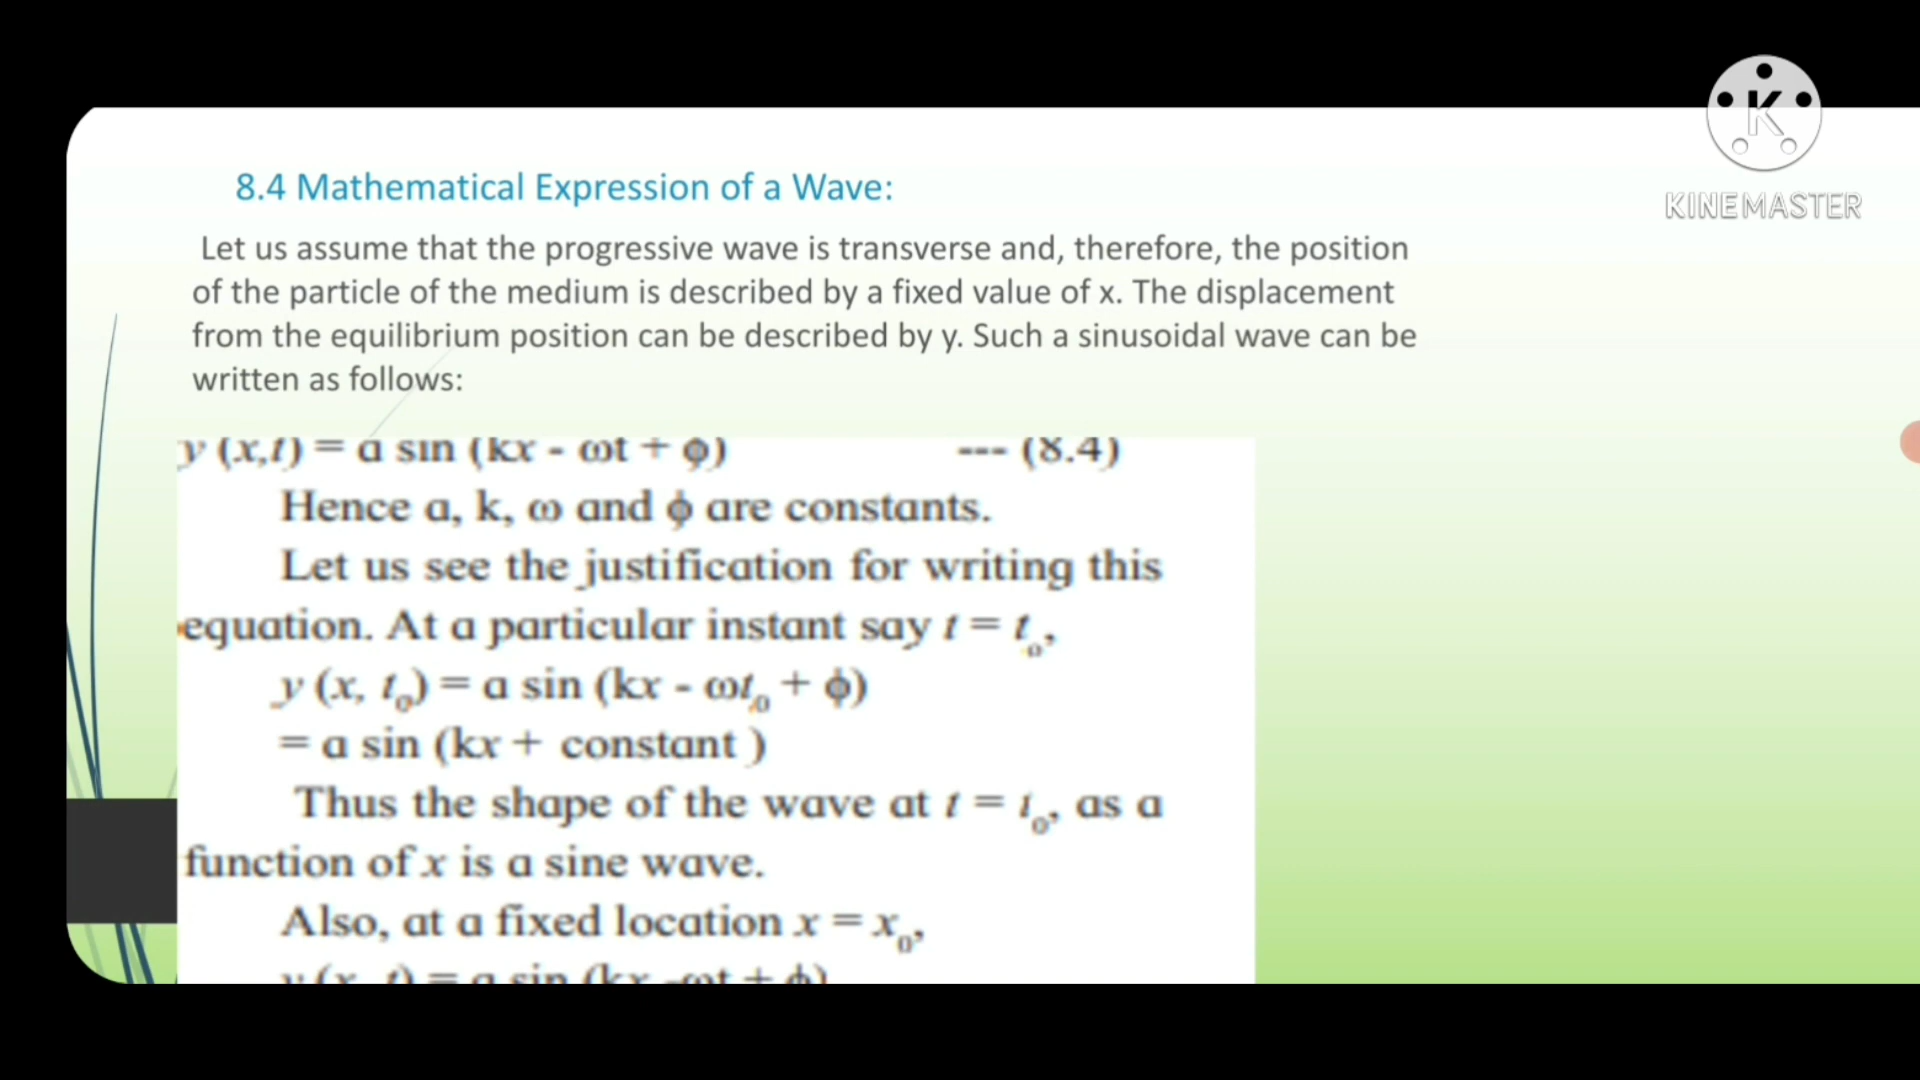 K
KINEMASTER
8.4 Mathematical Expression of a Wave:
Let us assume that the progressive wave is transverse and, therefore, the position
of the particle of the medium is described by a fixed value of x. The displacement
from the equilibrium position can be described by y. Such a sinusoidal wave can be
written as follows:
y (x,t) = a sin (kx - ωt + ϕ) --- (8.4)
Hence a, k, ω and ϕ are constants.
Let us see the justification for writing this
equation. At a particular instant say t = t₀,
y (x, t₀) = a sin (kx - ωt₀ + ϕ)
= a sin (kx + constant )
Thus the shape of the wave at t = t₀, as a
function of x is a sine wave.
Also, at a fixed location x = x₀,